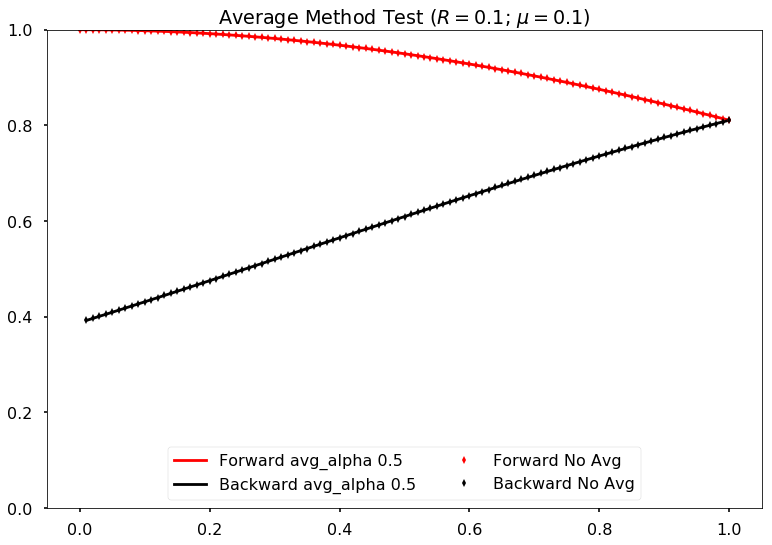 Average Method Test (R = 0.1; μ = 0.1)
1.0
0.8
0.6
0.4
0.2
0.0
0.0 0.2 0.4 0.6 0.8 1.0
Forward avg_alpha 0.5
Backward avg_alpha 0.5
Forward No Avg
Backward No Avg